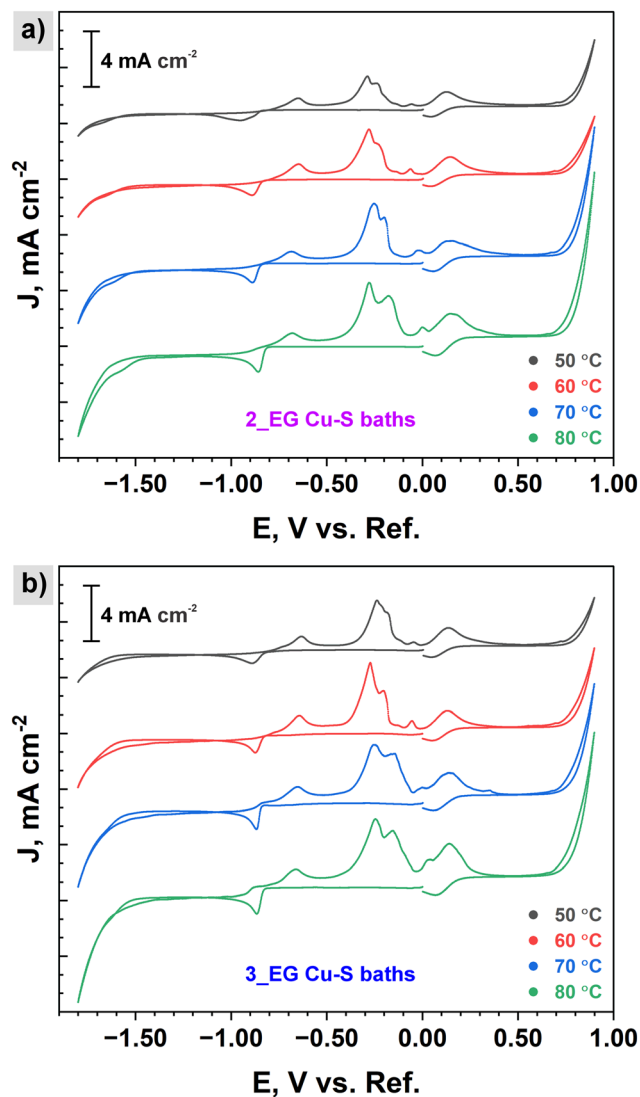 a)
4 mA cm⁻²
J, mA cm⁻²
50 °C
60 °C
70 °C
80 °C
2_EG Cu-S baths
−1.50 −1.00 −0.50 0.00 0.50 1.00
E, V vs. Ref.
b)
4 mA cm⁻²
J, mA cm⁻²
50 °C
60 °C
70 °C
80 °C
3_EG Cu-S baths
−1.50 −1.00 −0.50 0.00 0.50 1.00
E, V vs. Ref.